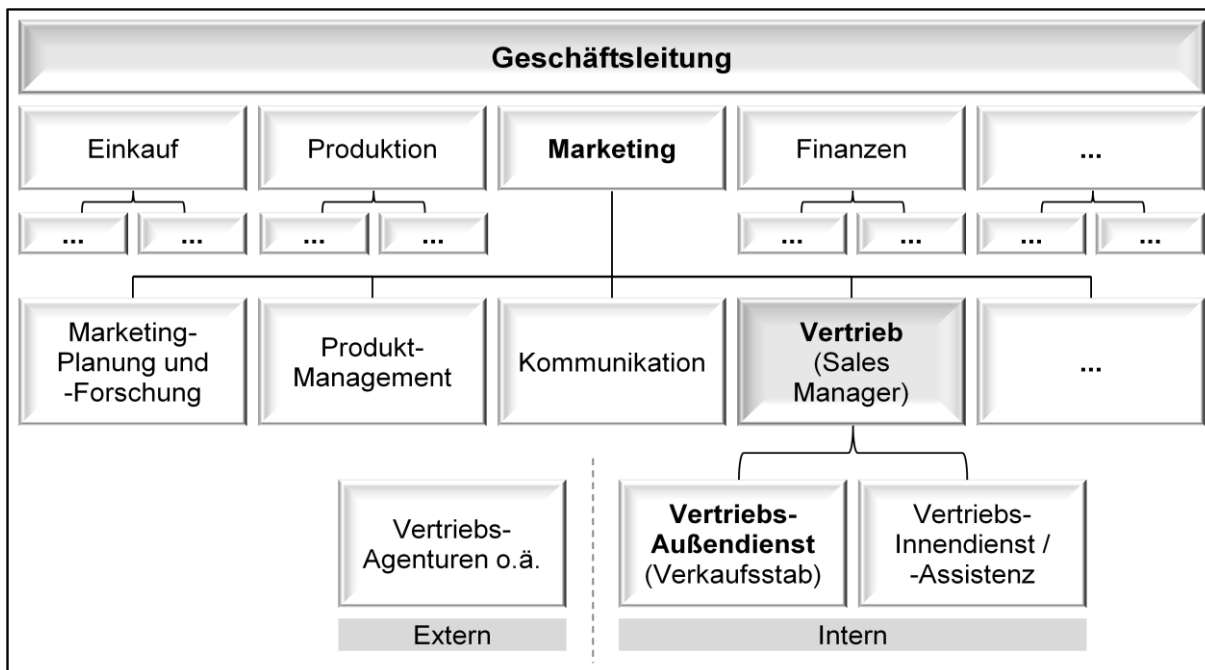 Geschäftsleitung
Einkauf
Produktion
Marketing
Finanzen
...
...
...
...
...
...
...
...
...
Marketing-
Planung und
-Forschung
Produkt-
Management
Kommunikation
Vertrieb
(Sales
Manager)
...
Vertriebs-
Agenturen o.ä.
Vertriebs-
Außendienst
(Verkaufsstab)
Vertriebs-
Innendienst /
-Assistenz
Extern
Intern